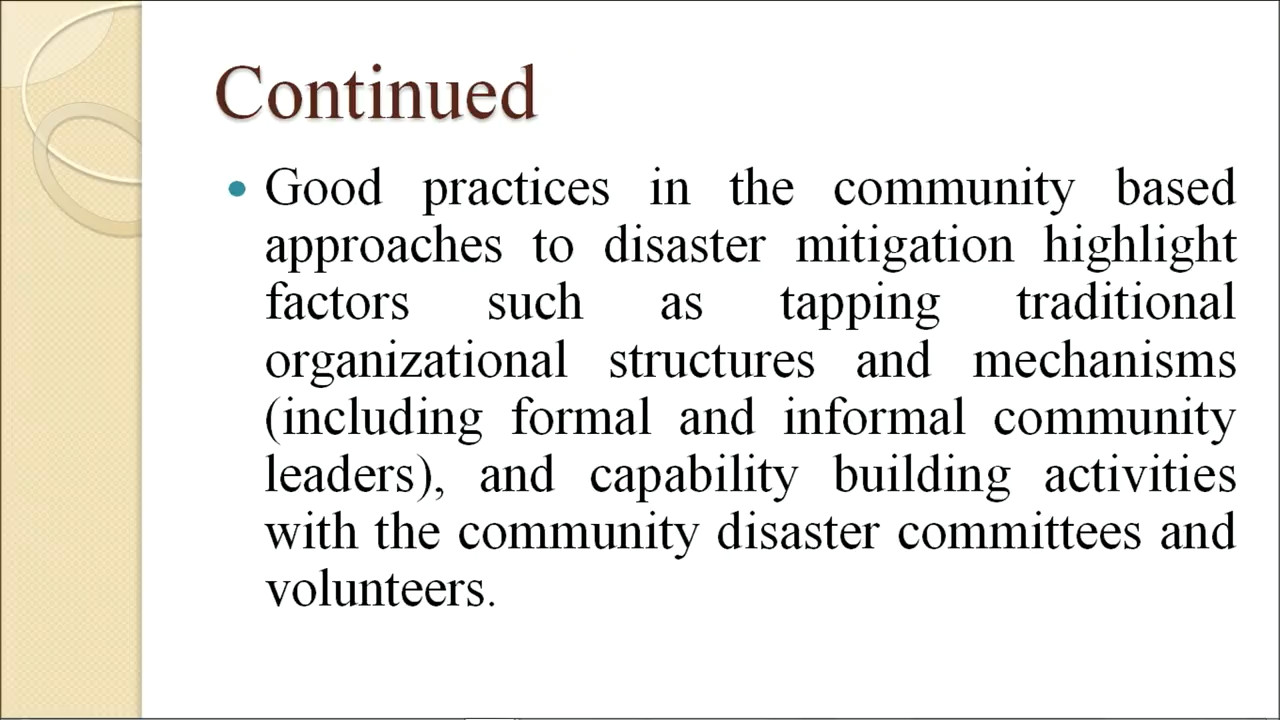 Continued
• Good practices in the community based
approaches to disaster mitigation highlight
factors such as tapping traditional
organizational structures and mechanisms
(including formal and informal community
leaders), and capability building activities
with the community disaster committees and
volunteers.